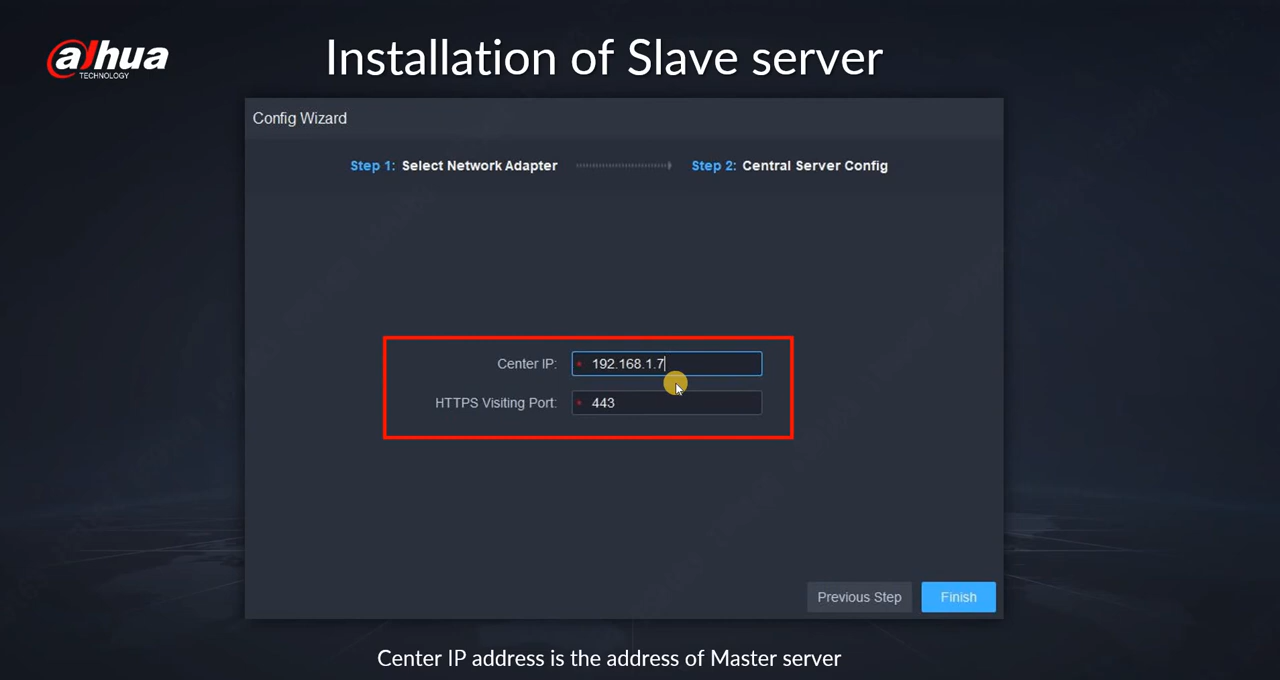 alhua
TECHNOLOGY
Installation of Slave server
Config Wizard
Step 1: Select Network Adapter
Step 2: Central Server Config
Center IP: * 192.168.1.7
HTTPS Visiting Port: * 443
Previous Step
Finish
Center IP address is the address of Master server